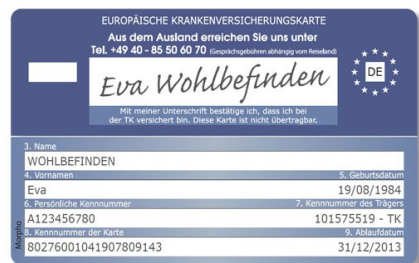 EUROPÄISCHE KRANKENVERSICHERUNGSKARTE
Aus dem Ausland erreichen Sie uns unter
Tel. +49 40 - 85 50 60 70 (Gesprächsgebühren abhängig vom Reiseland)
Eva Wohlbefinden
DE
Mit meiner Unterschrift bestätige ich, dass ich bei
der TK versichert bin. Diese Karte ist nicht übertragbar.
3. Name
WOHLBEFINDEN
4. Vornamen 5. Geburtsdatum
Eva 19/08/1984
6. Persönliche Kennnummer 7. Kennnummer des Trägers
A123456780 101575519 - TK
8. Kennnummer der Karte 9. Ablaufdatum
80276001041907809143 31/12/2013
Morpho